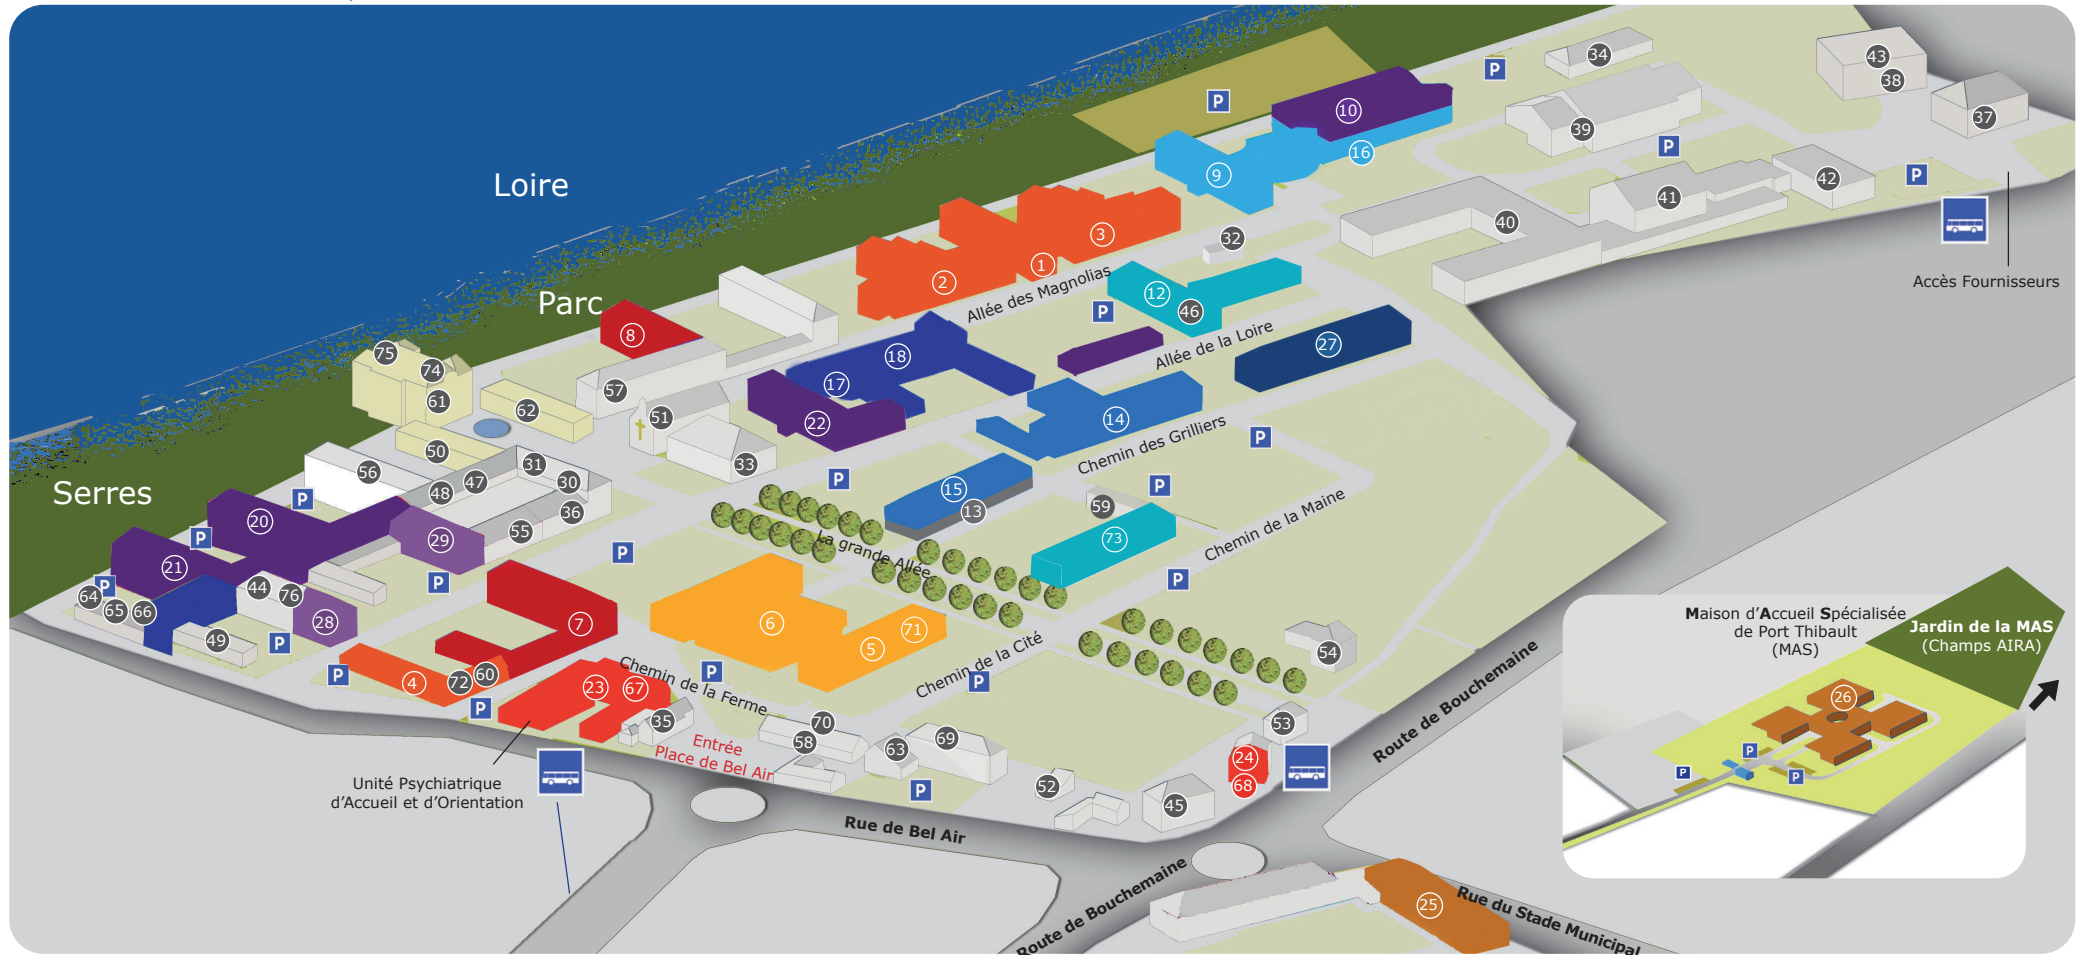 34
43
38
P
P
10
37
39
16
P
9
42
P
41
Loire
40
3
32
1
2
Allée des Magnolias
Accès Fournisseurs
12
46
P
Parc
8
Allée de la Loire
27
75
18
74
17
57
61
62
51
22
14
Chemin des Grilliers
P
50
33
31
56
47
30
48
P
15
P
Serres
P
36
13
59
20
55
29
P
La grande Allée
73
Chemin de la Maine
P
21
P
P
P
44
76
64
65
66
28
7
6
71
49
P
5
54
Chemin de la Cité
Maison d'Accueil Spécialisée
de Port Thibault
(MAS)
Jardin de la MAS
(Champs AIRA)
P
4
72
60
23
67
Chemin de la Ferme
P
P
26
P
35
70
58
63
69
53
Route de Bouchemaine
Entrée
Place de Bel Air
P
P
P
24
68
Unité Psychiatrique
d'Accueil et d'Orientation
P
52
45
Rue de Bel Air
Route de Bouchemaine
25
Rue du Stade Municipal